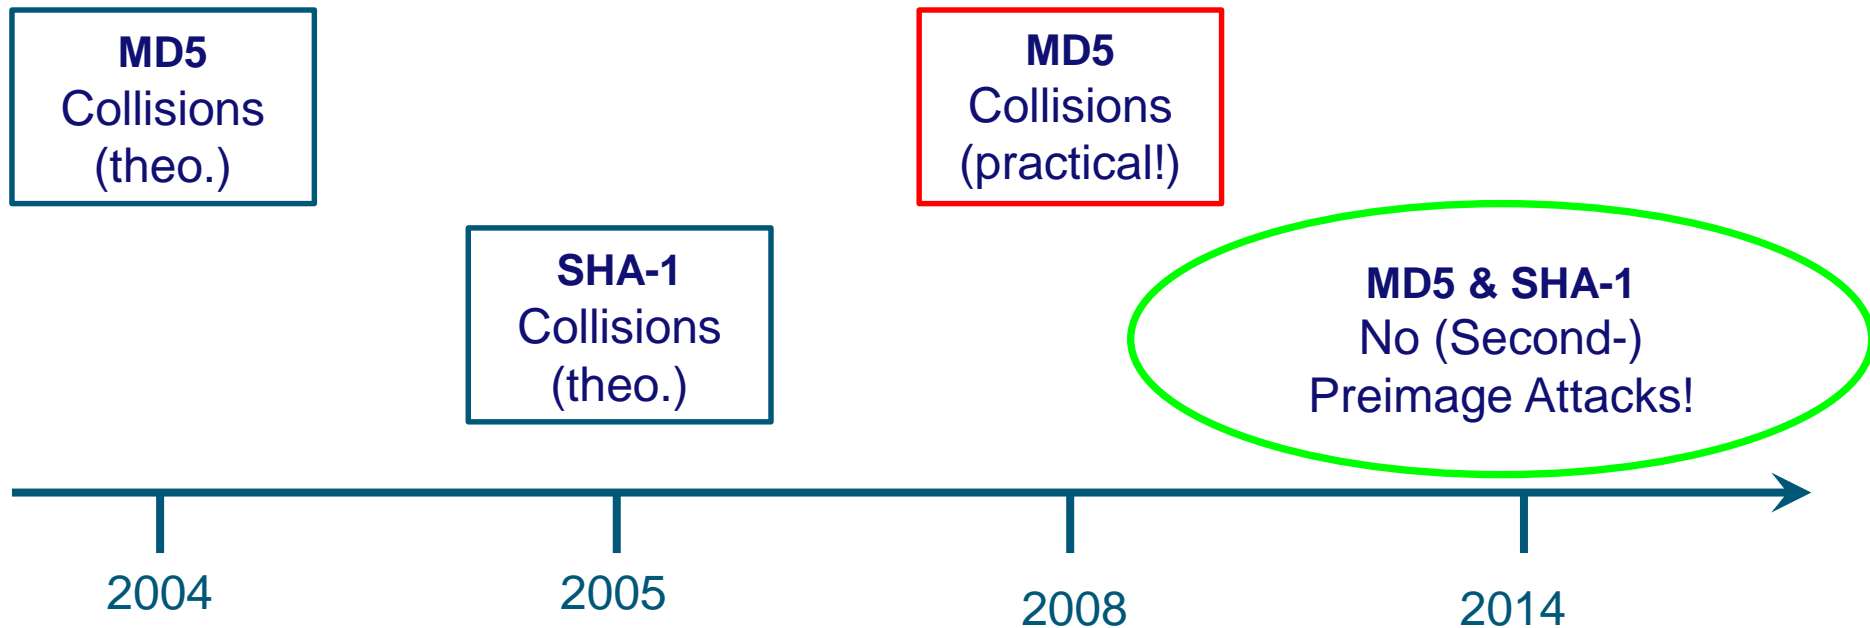 MD5
Collisions
(theo.)
MD5
Collisions
(practical!)
SHA-1
Collisions
(theo.)
MD5 & SHA-1
No (Second-)
Preimage Attacks!
2004
2005
2008
2014